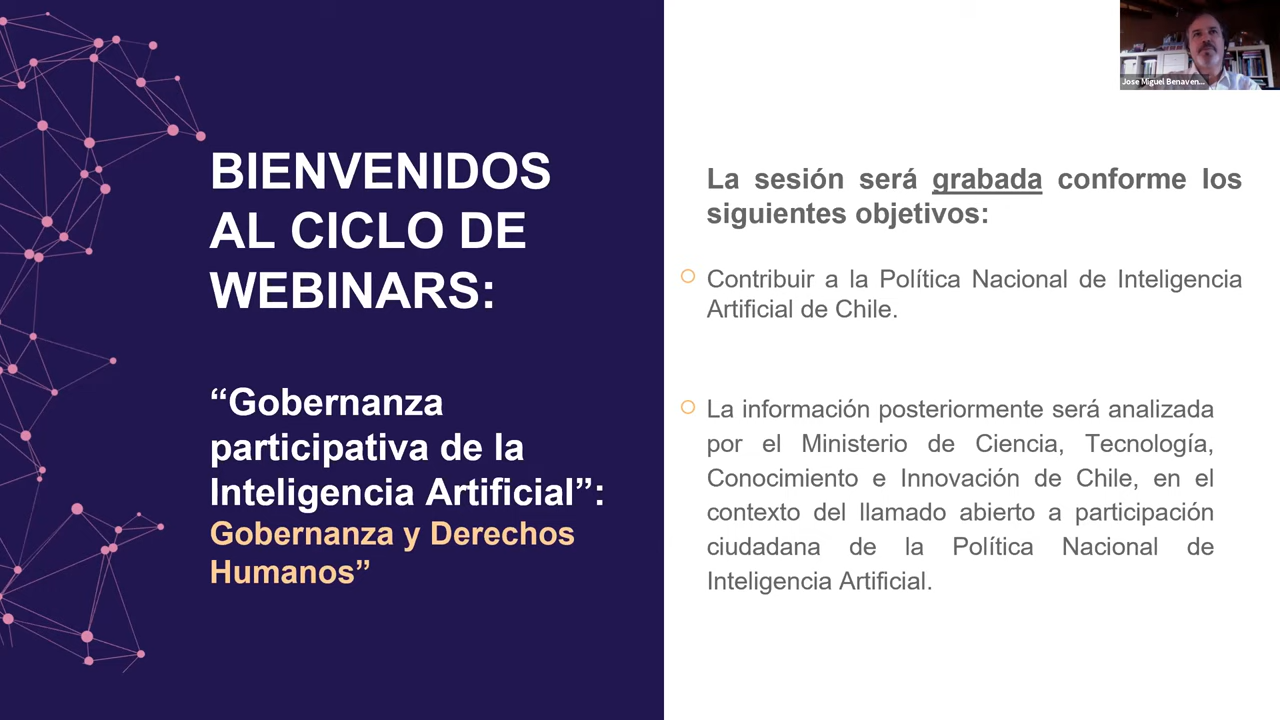 BIENVENIDOS
AL CICLO DE
WEBINARS:
“Gobernanza
participativa de la
Inteligencia Artificial”:
Gobernanza y Derechos
Humanos”
Jose Miguel Benaven...
La sesión será grabada conforme los
siguientes objetivos:
Contribuir a la Política Nacional de Inteligencia
Artificial de Chile.
La información posteriormente será analizada
por el Ministerio de Ciencia, Tecnología,
Conocimiento e Innovación de Chile, en el
contexto del llamado abierto a participación
ciudadana de la Política Nacional de
Inteligencia Artificial.